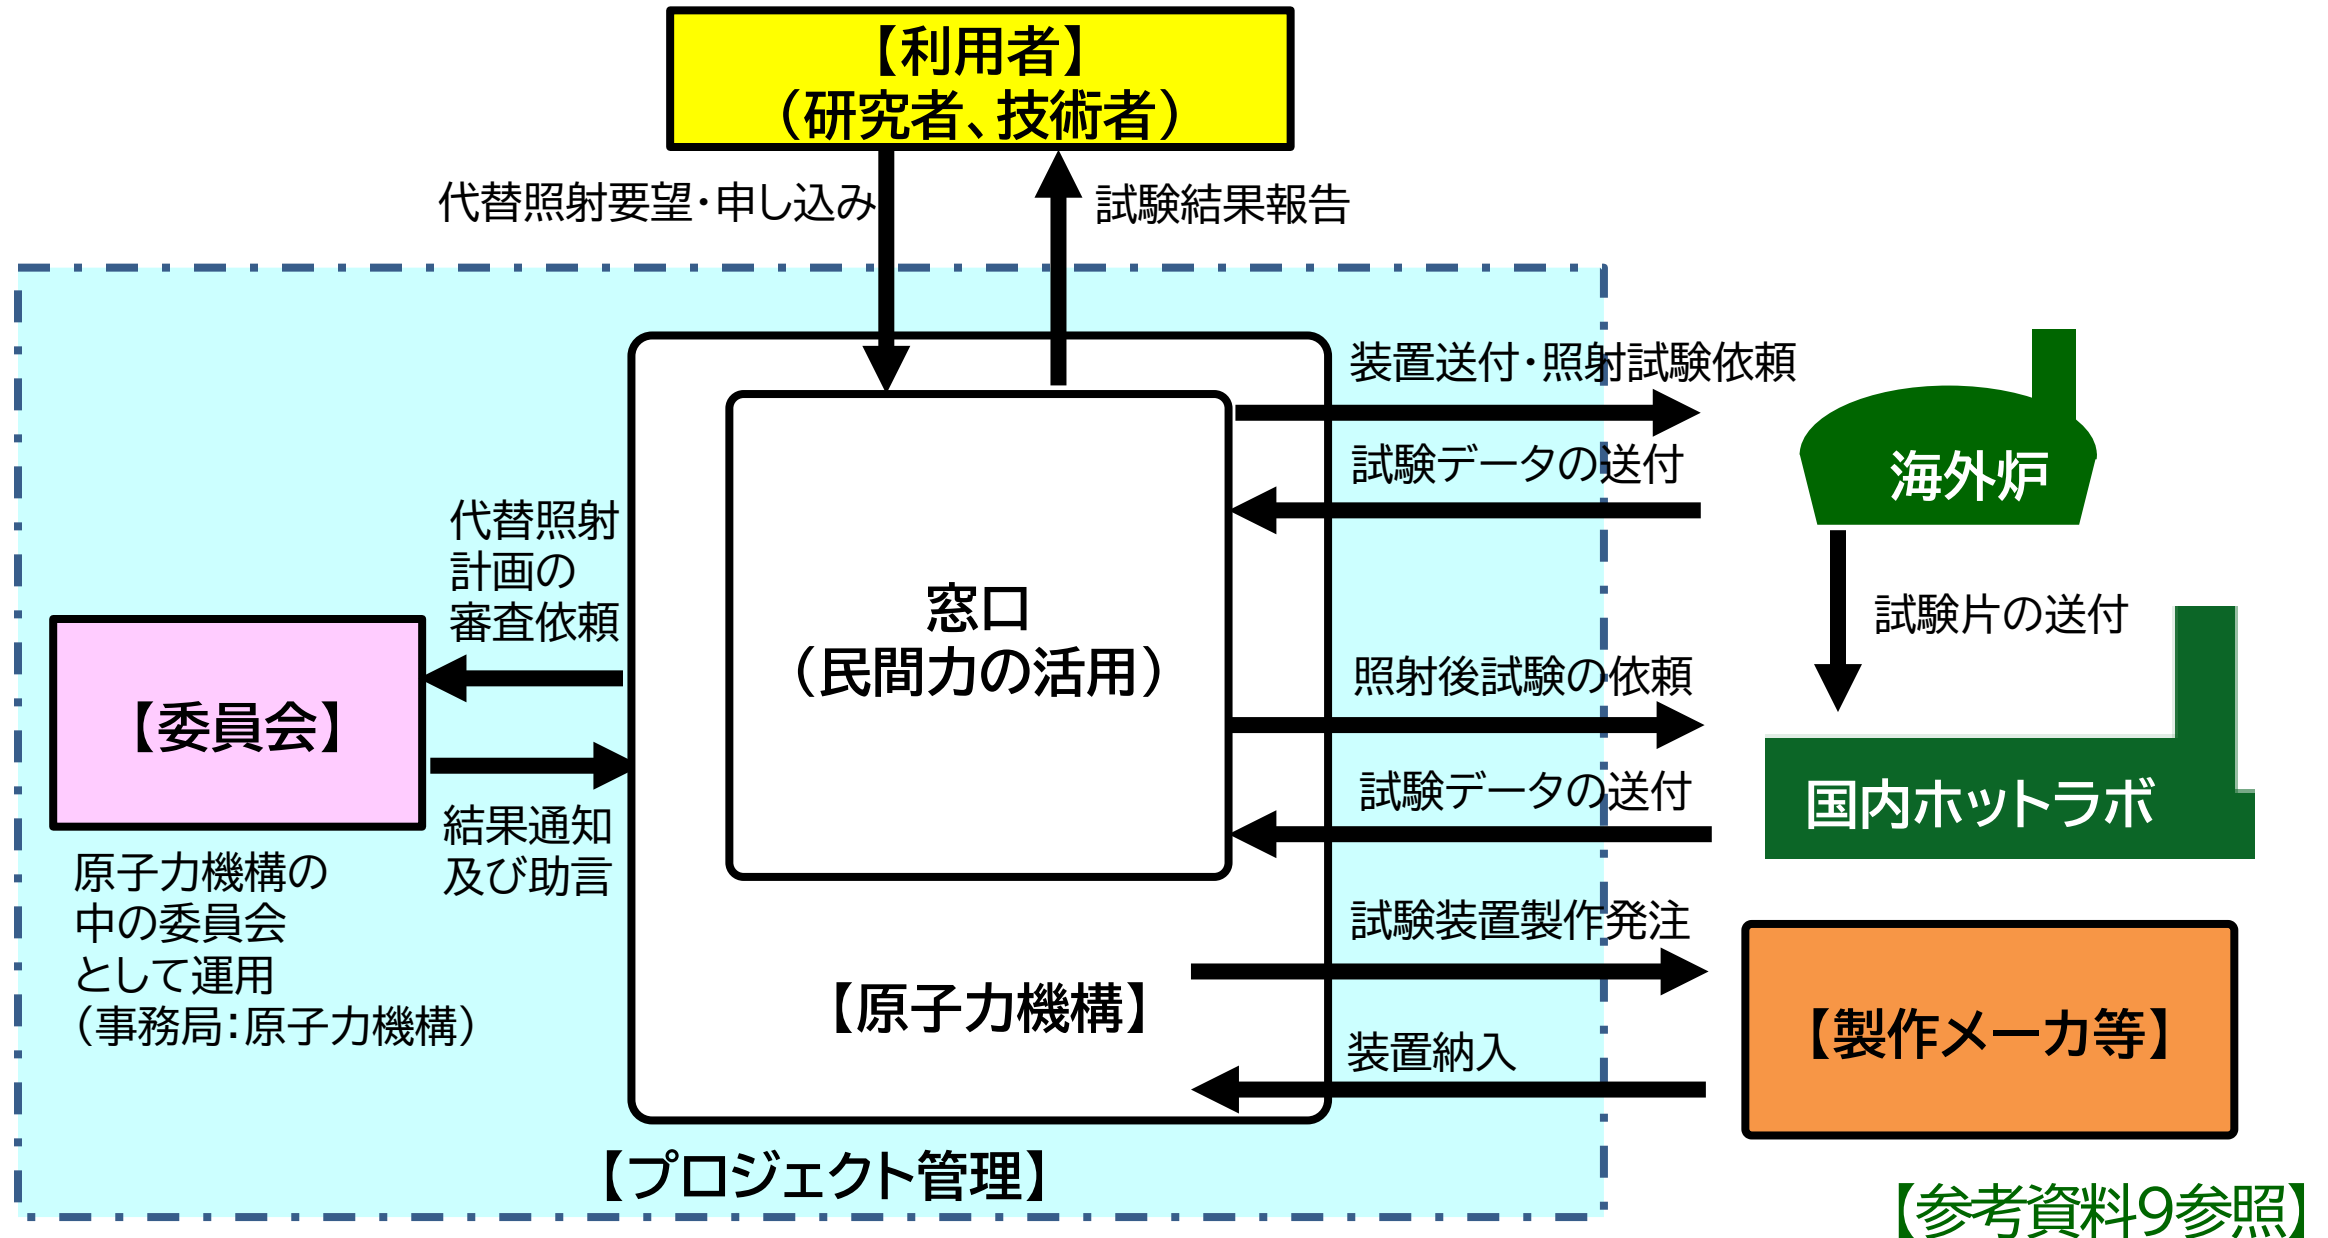 【利用者】
（研究者、技術者）
代替照射要望・申し込み
試験結果報告
装置送付・照射試験依頼
試験データの送付
海外炉
代替照射
計画の
審査依頼
窓口
（民間力の活用）
試験片の送付
照射後試験の依頼
【委員会】
試験データの送付
国内ホットラボ
結果通知
及び助言
原子力機構の
中の委員会
として運用
（事務局：原子力機構）
試験装置製作発注
【原子力機構】
【製作メーカ等】
装置納入
【プロジェクト管理】
【参考資料9参照】